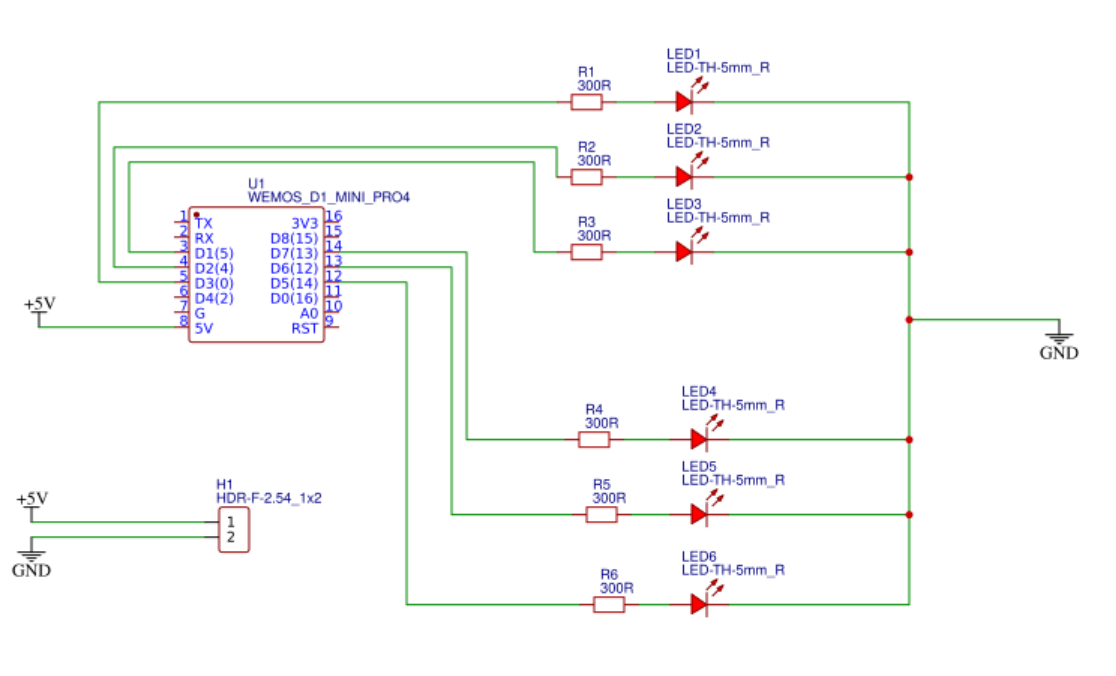 LED1
LED-TH-5mm_R
R1
300R
LED2
LED-TH-5mm_R
R2
300R
LED3
LED-TH-5mm_R
R3
300R
U1
WEMOS_D1_MINI_PRO4
1 TX 3V3 16
2 RX D8(15) 15
3 D1(5) D7(13) 14
4 D2(4) D6(12) 13
5 D3(0) D5(14) 12
6 D4(2) D0(16) 11
7 G A0 10
8 5V RST 9
+5V
GND
LED4
LED-TH-5mm_R
R4
300R
LED5
LED-TH-5mm_R
R5
300R
+5V
H1
HDR-F-2.54_1x2
1
2
GND
LED6
LED-TH-5mm_R
R6
300R